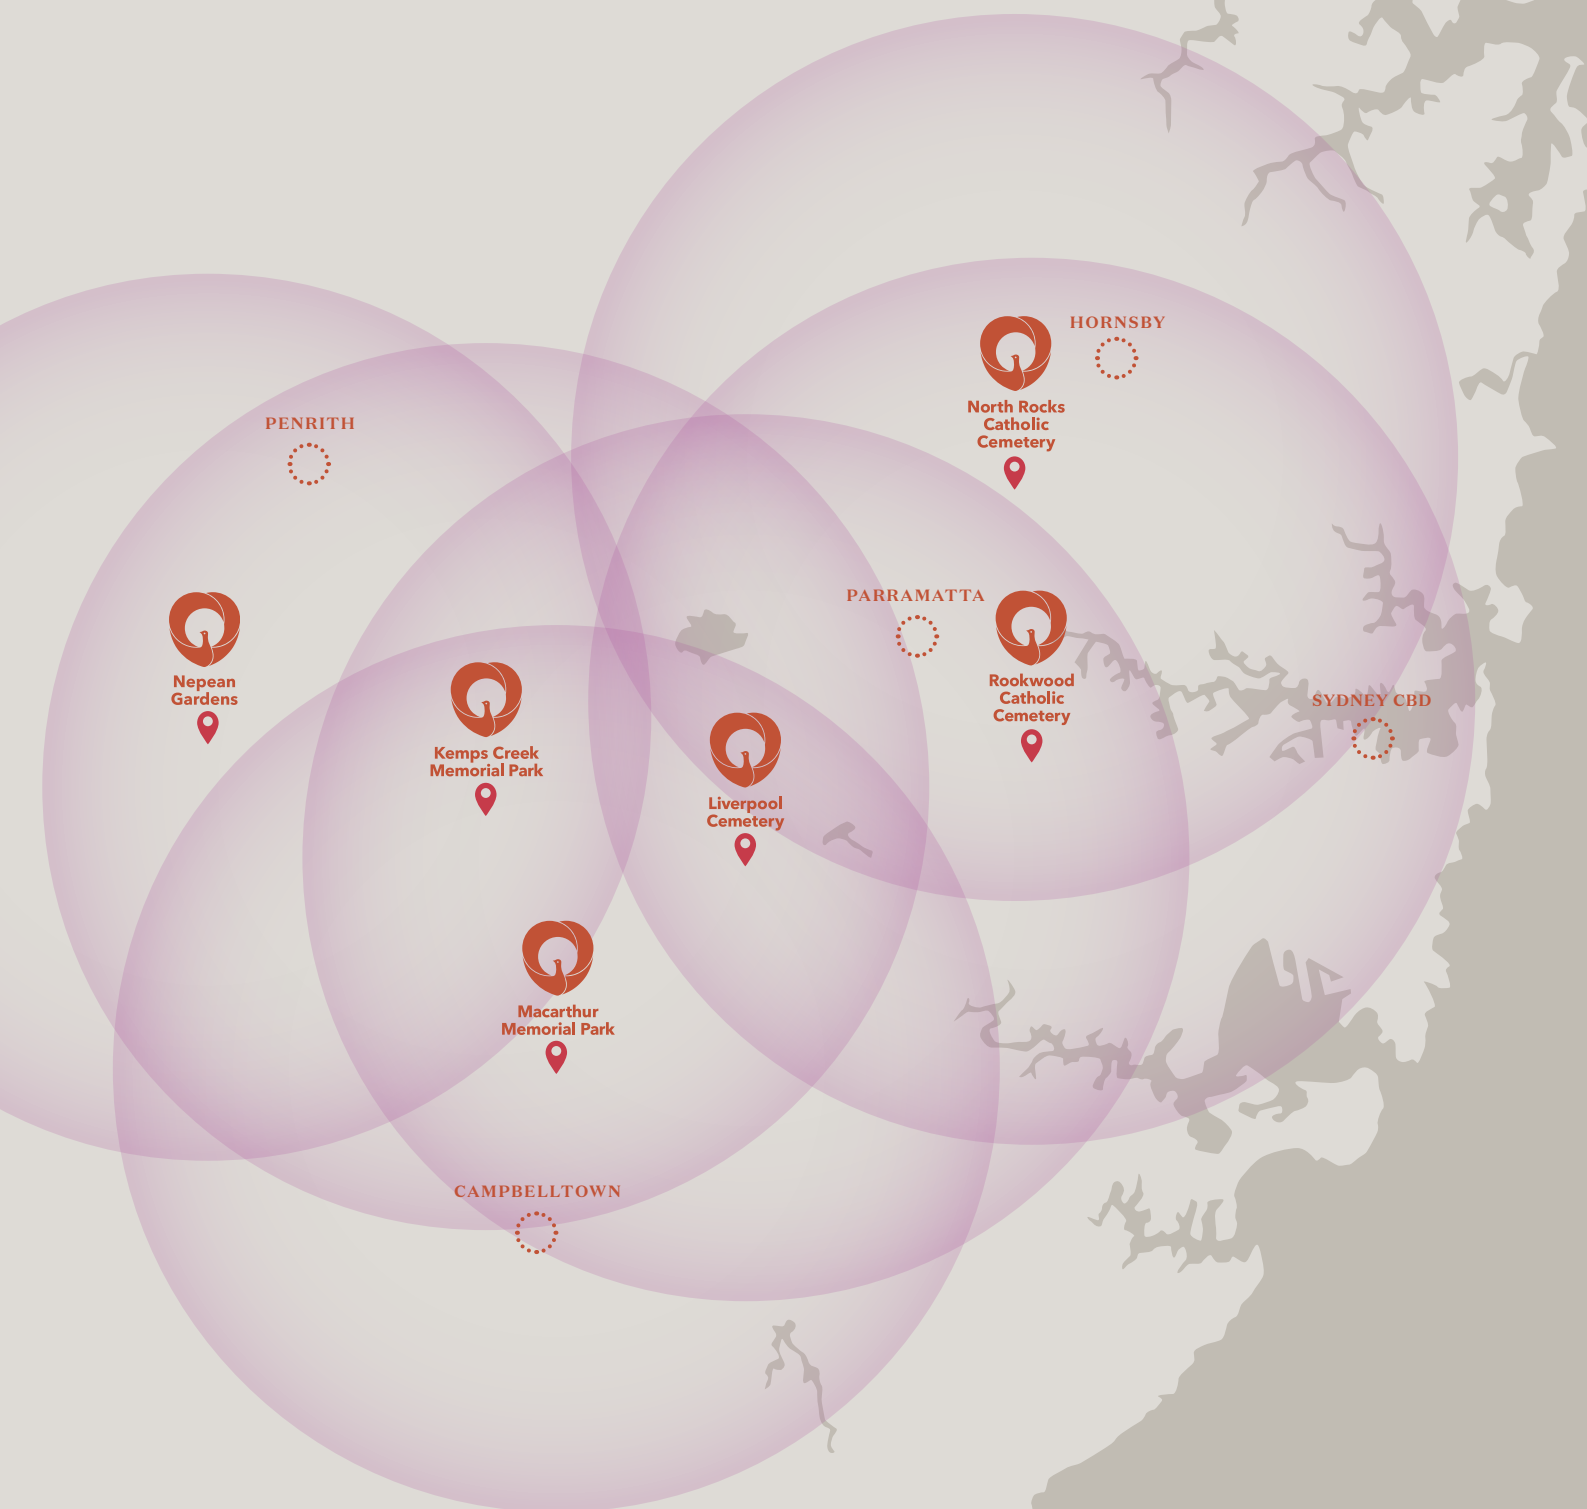 HORNSBY
North Rocks
Catholic
Cemetery
PENRITH
PARRAMATTA
Nepean
Gardens
Rookwood
Catholic
Cemetery
SYDNEY CBD
Kemps Creek
Memorial Park
Liverpool
Cemetery
Macarthur
Memorial Park
CAMPBELLTOWN